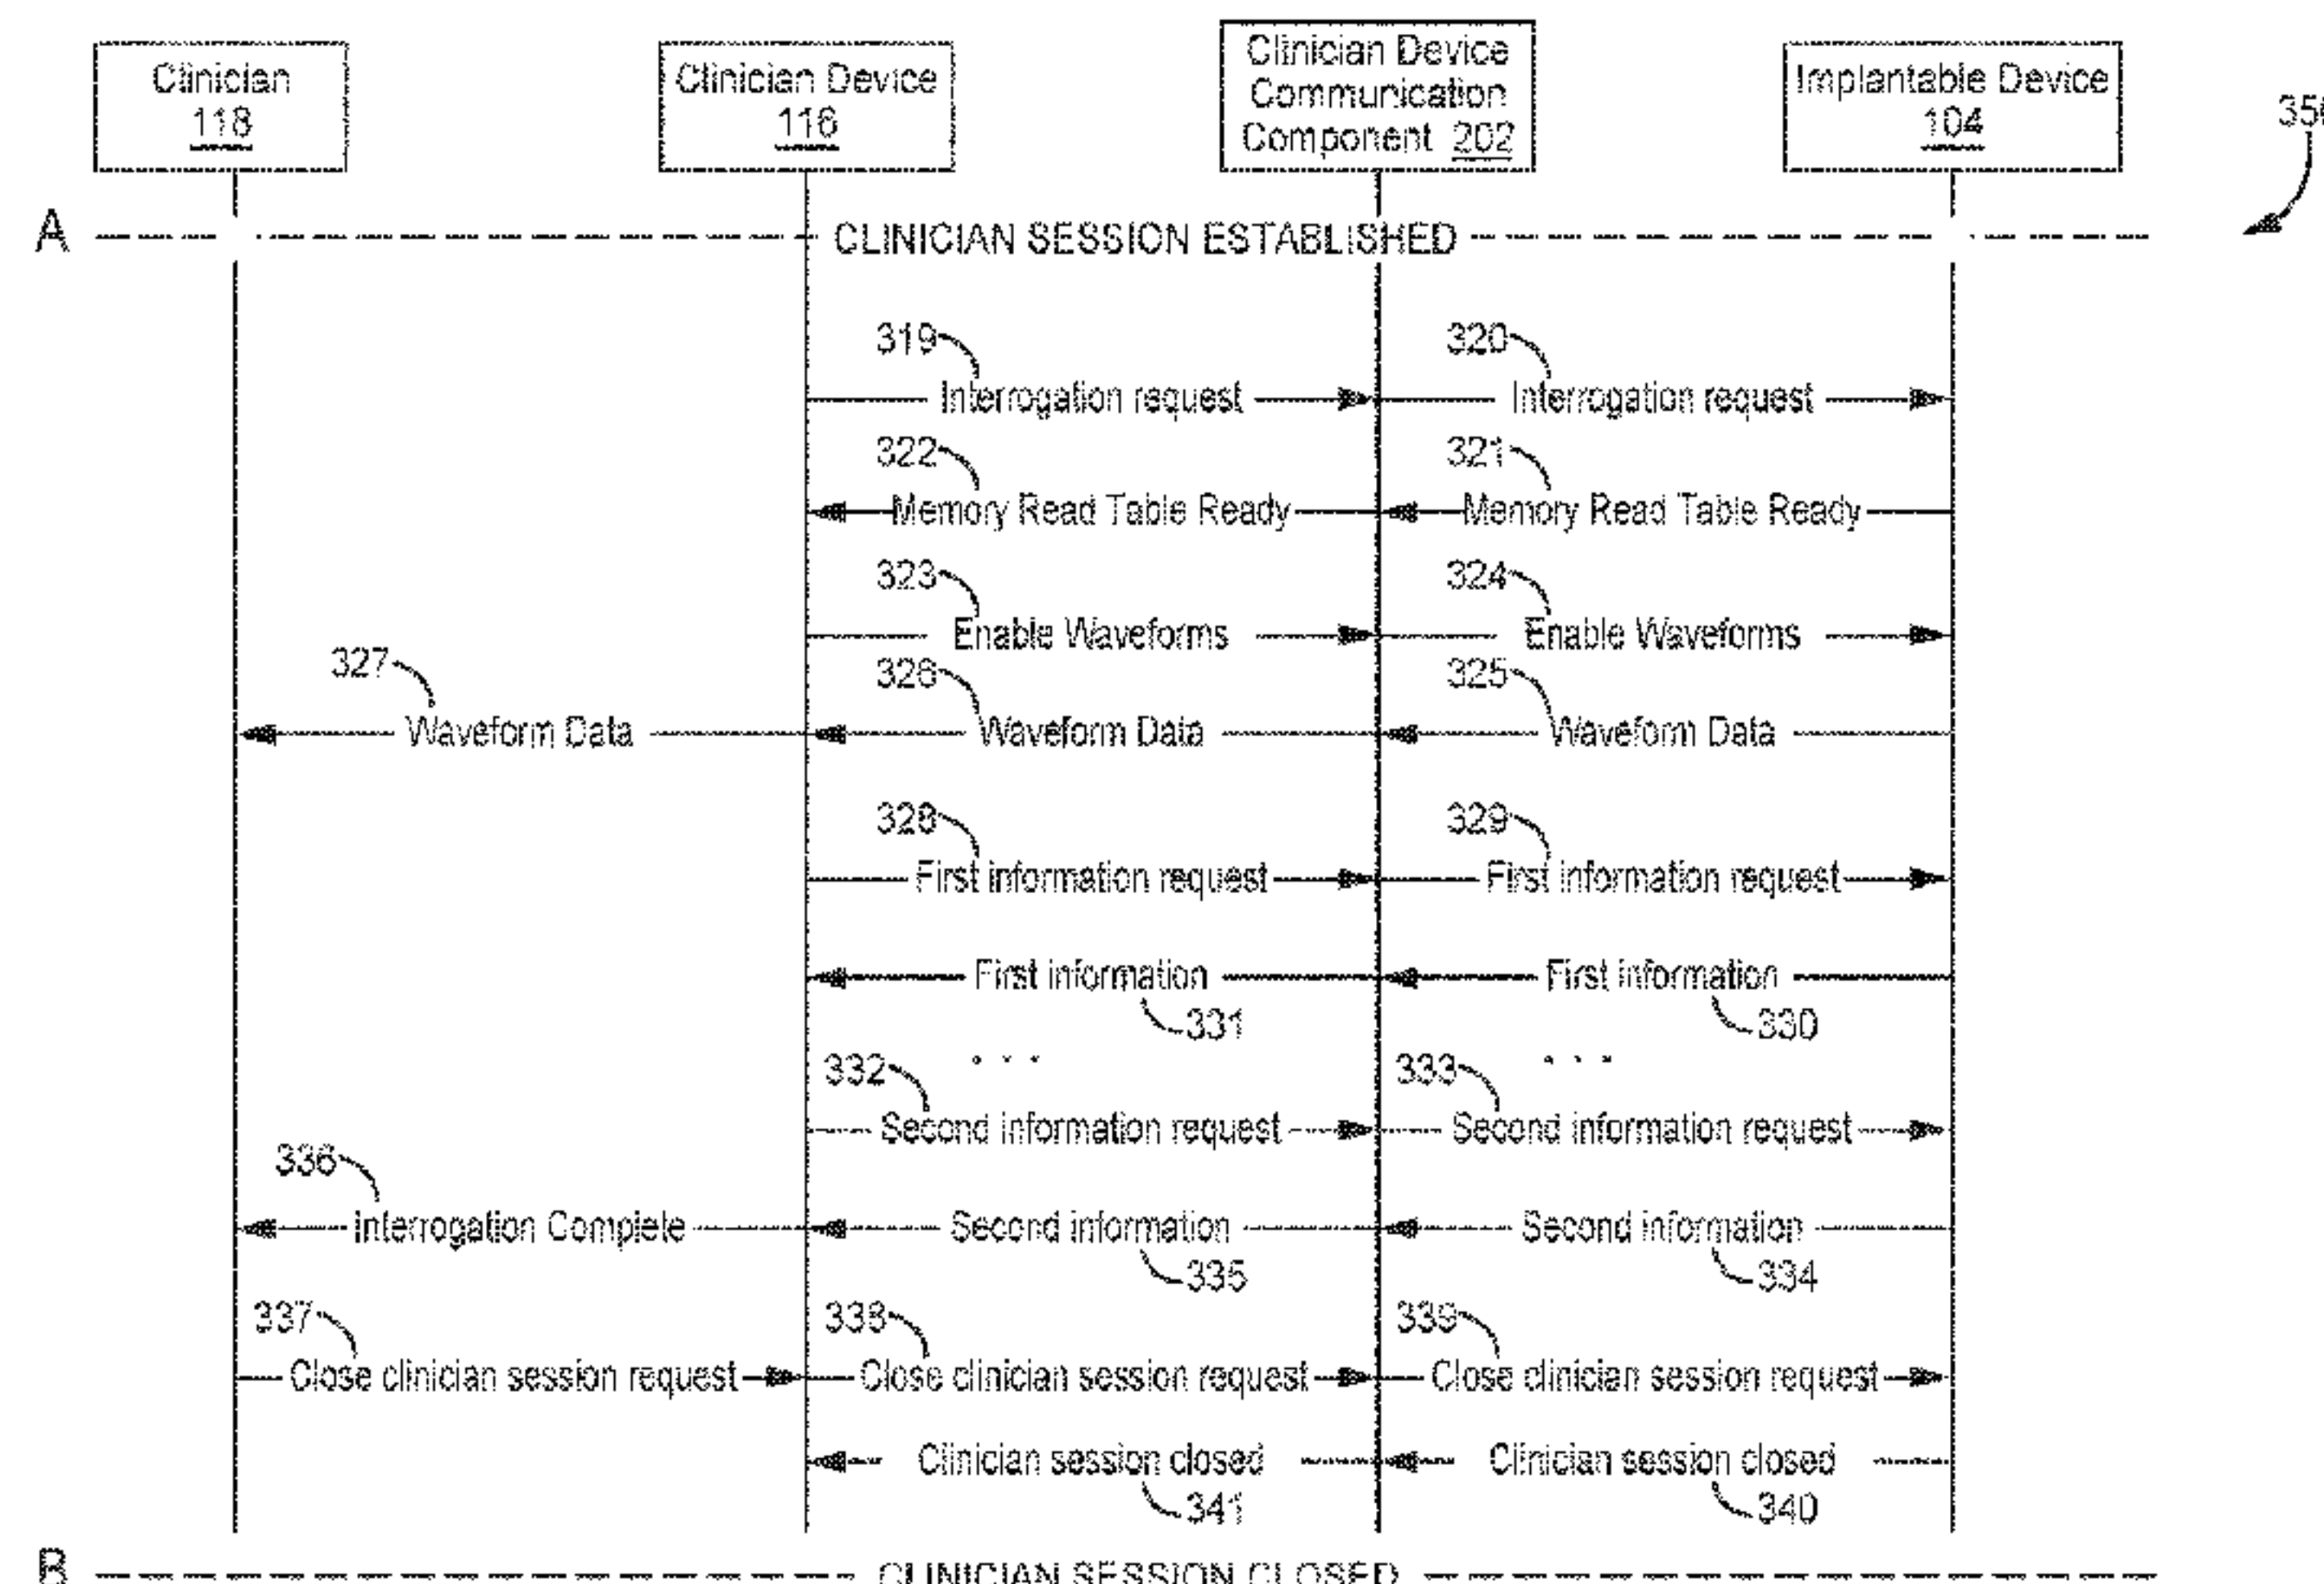 Clinician
118
Clinician Device
116
Clinician Device
Communication
Component 202
Implantable Device
104
A
CLINICIAN SESSION ESTABLISHED
319
320
Interrogation request
Interrogation request
322
321
Memory Read Table Ready
Memory Read Table Ready
323
324
Enable Waveforms
Enable Waveforms
327
326
325
Waveform Data
Waveform Data
Waveform Data
328
329
First information request
First information request
First information
First information
331
330
. . .
. . .
332
333
Second information request
Second information request
336
Interrogation Complete
Second information
Second information
335
334
337
338
339
Close clinician session request
Close clinician session request
Close clinician session request
Clinician session closed
Clinician session closed
341
340
B
CLINICIAN SESSION CLOSED